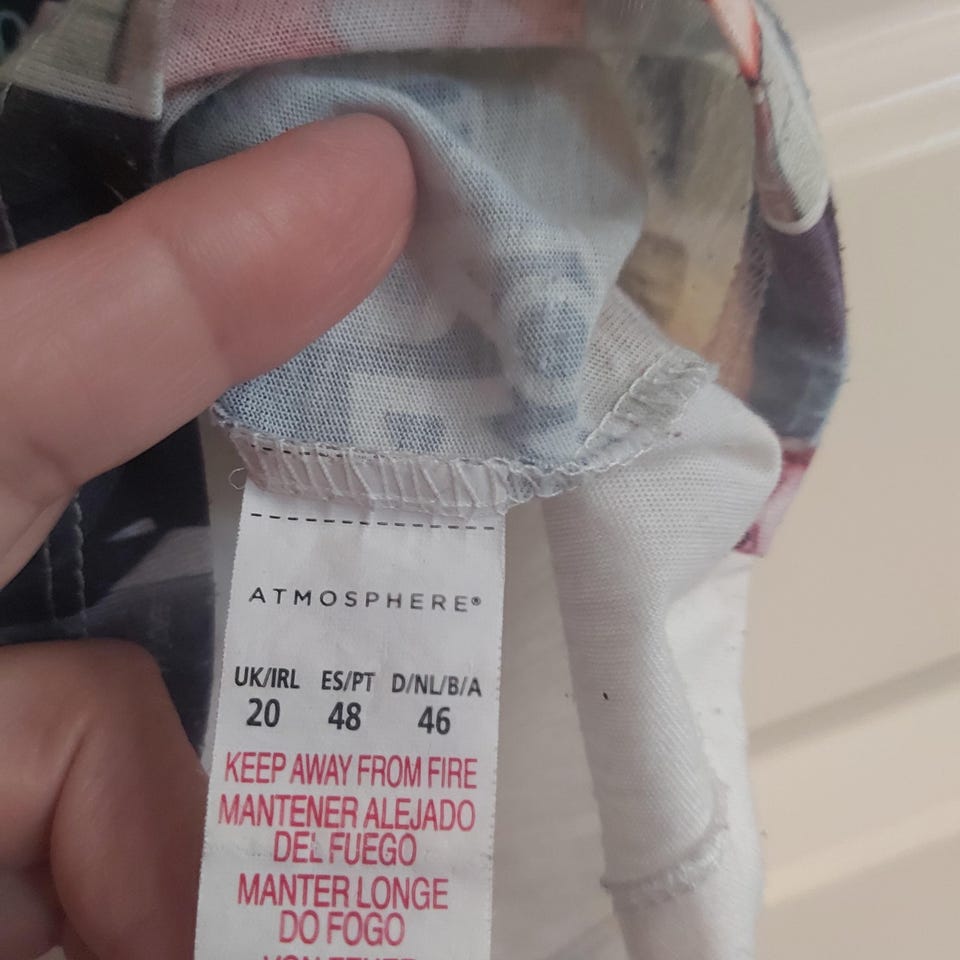 ATMOSPHERE®
UK/IRL ES/PT D/NL/B/A
20 48 46
KEEP AWAY FROM FIRE
MANTENER ALEJADO
DEL FUEGO
MANTER LONGE
DO FOGO